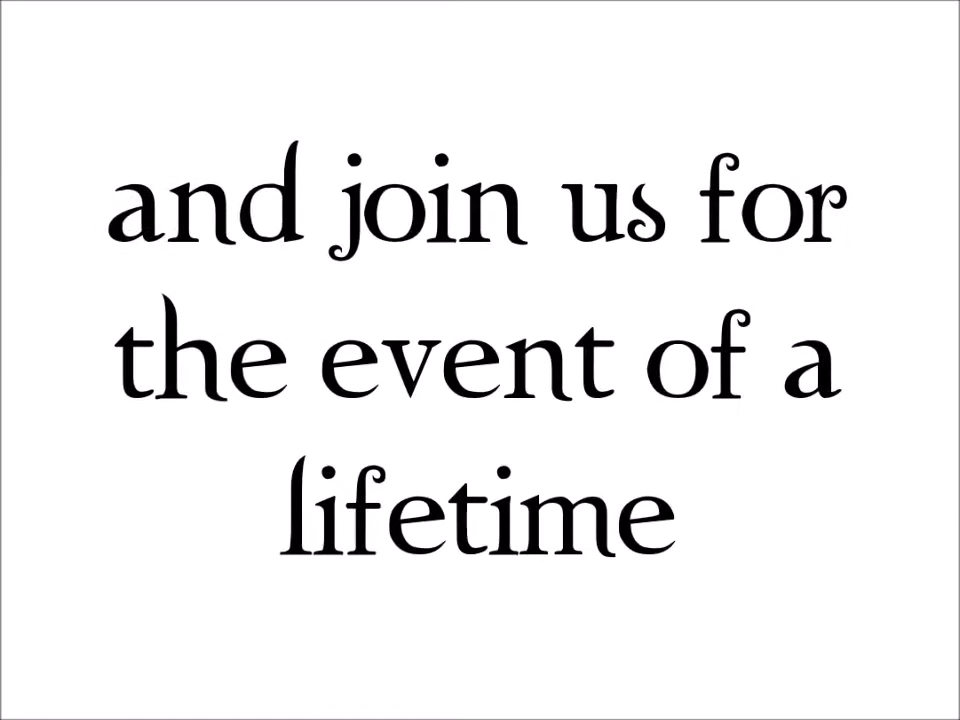 and join us for
the event of a
lifetime